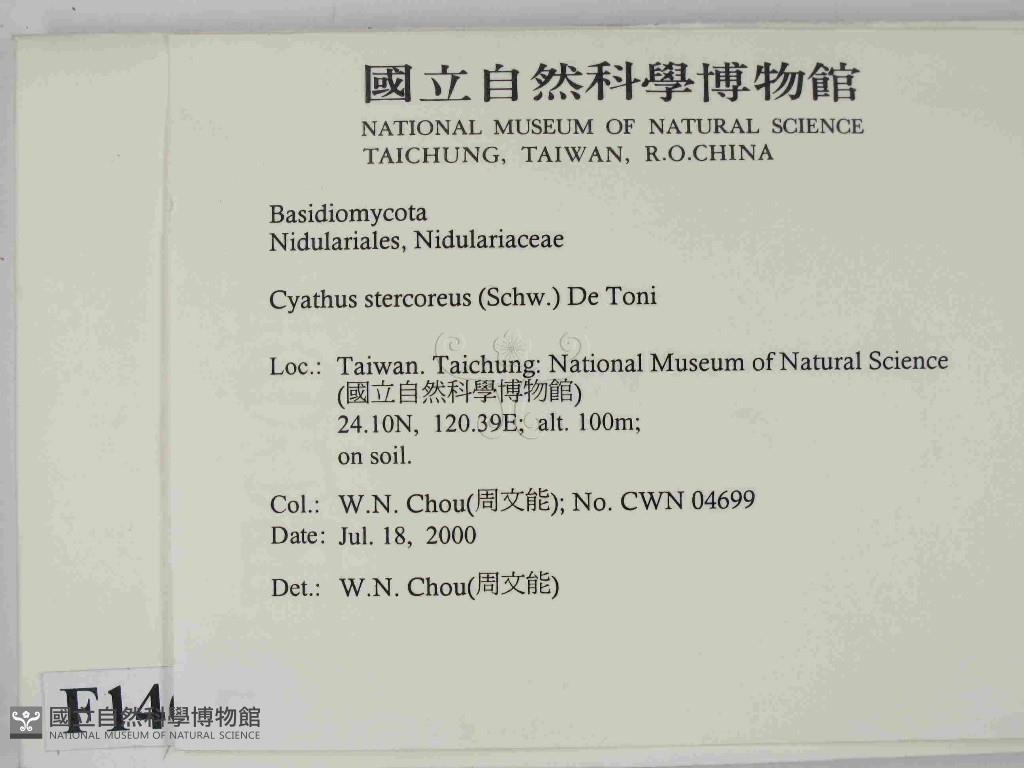 國立自然科學博物館
NATIONAL MUSEUM OF NATURAL SCIENCE
TAICHUNG, TAIWAN, R.O.CHINA
Basidiomycota
Nidulariales, Nidulariaceae
Cyathus stercoreus (Schw.) De Toni
Loc.: Taiwan. Taichung: National Museum of Natural Science
(國立自然科學博物館)
24.10N, 120.39E; alt. 100m;
on soil.
Col.: W.N. Chou(周文能); No. CWN 04699
Date: Jul. 18, 2000
Det.: W.N. Chou(周文能)
F14
國立自然科學博物館
NATIONAL MUSEUM OF NATURAL SCIENCE